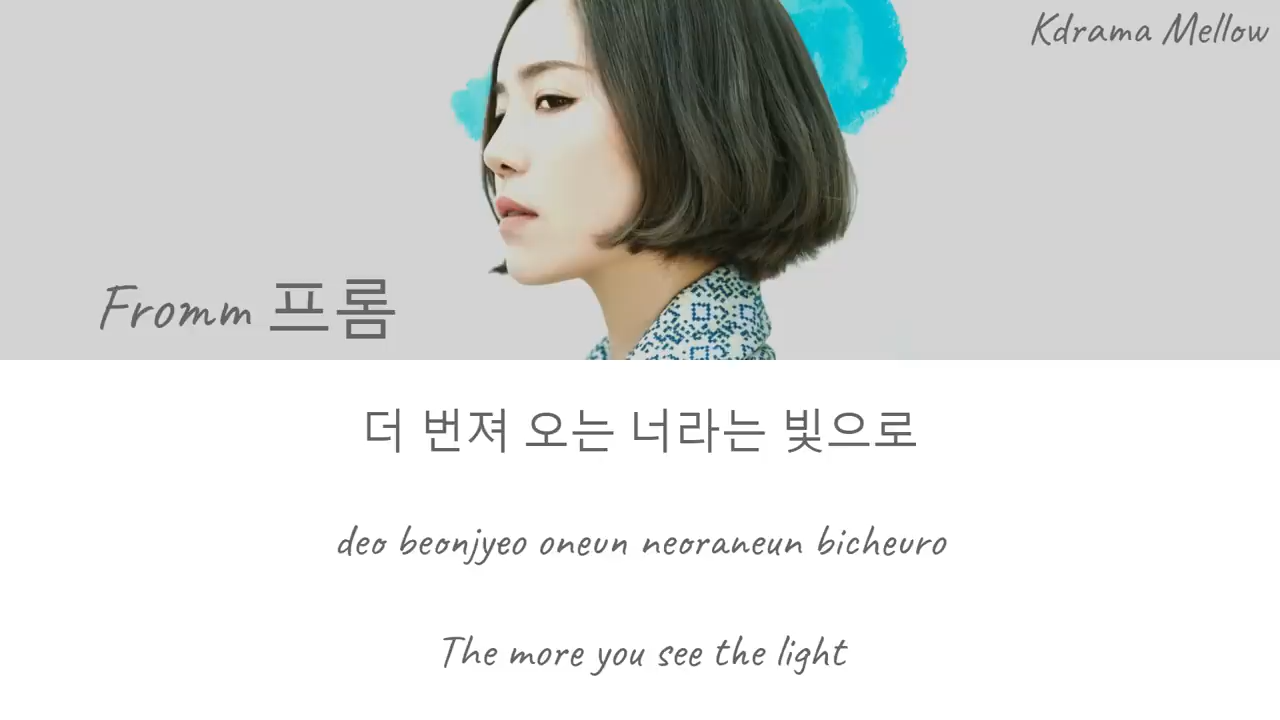 Kdrama Mellow
Fromm 프롬
더 번져 오는 너라는 빛으로
deo beonjyeo oneun neoraneun bicheuro
The more you see the light